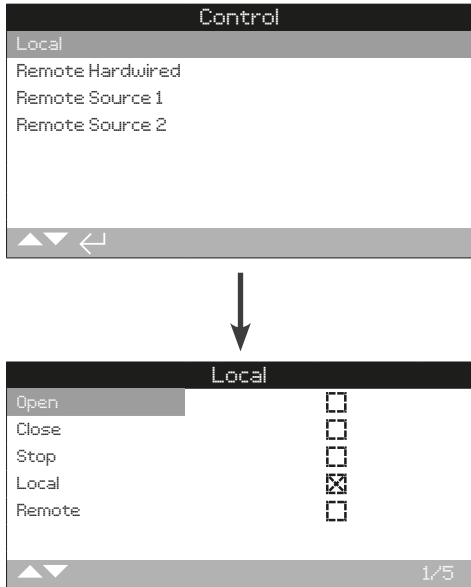 Control
Local
Remote Hardwired
Remote Source 1
Remote Source 2
Local
Open
Close
Stop
Local
Remote
1/5